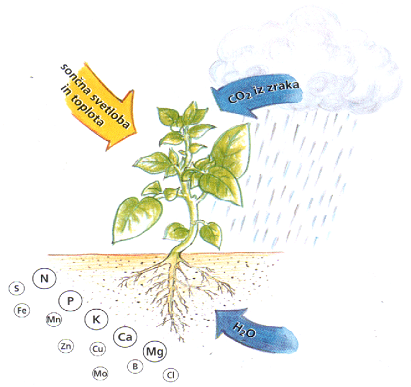 sončna svetloba
in toplota
CO₂ iz zraka
N
S
P
Fe
Mn
K
Ca
Zn
Cu
Mg
B
Mo
Cl
H₂O